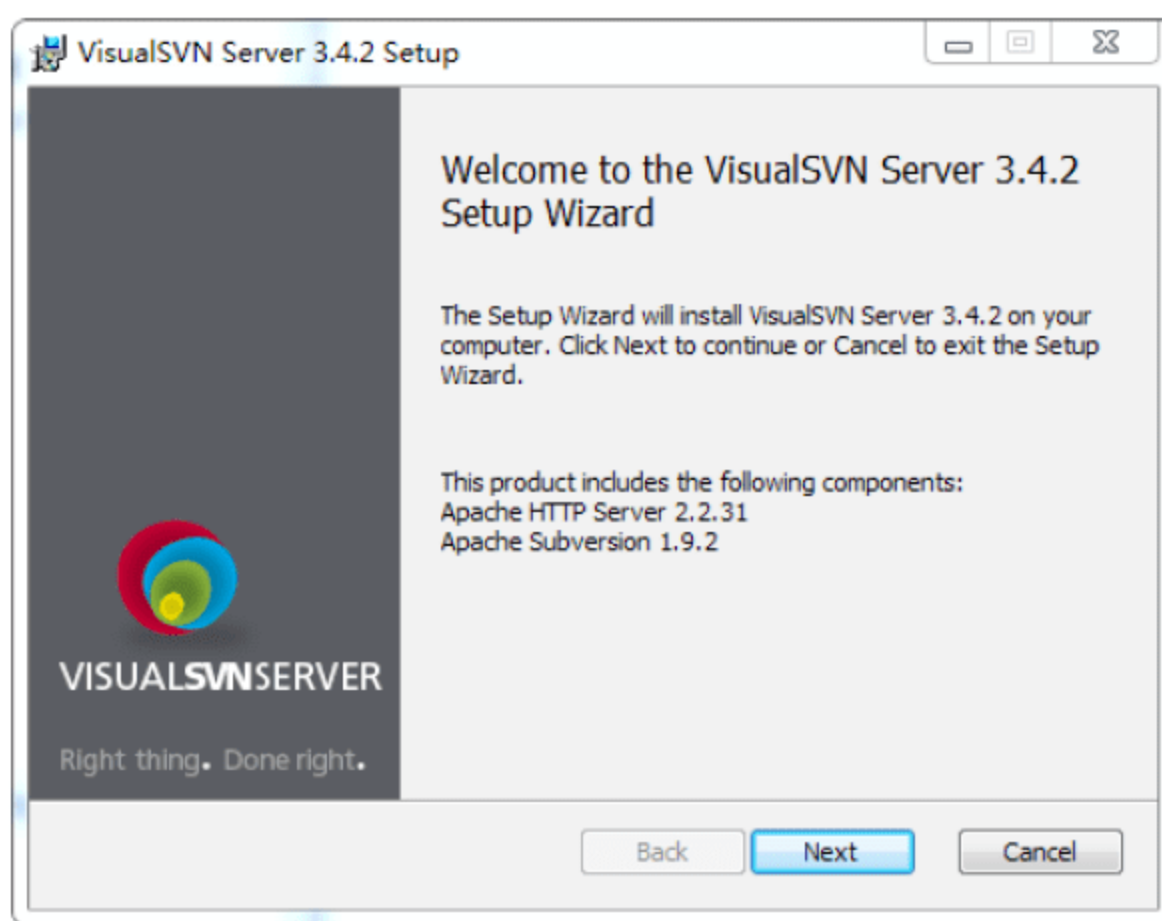 VisualSVN Server 3.4.2 Setup
Welcome to the VisualSVN Server 3.4.2
Setup Wizard
The Setup Wizard will install VisualSVN Server 3.4.2 on your
computer. Click Next to continue or Cancel to exit the Setup
Wizard.
This product includes the following components:
Apache HTTP Server 2.2.31
Apache Subversion 1.9.2
VISUALSVNSERVER
Right thing. Done right.
Back
Next
Cancel